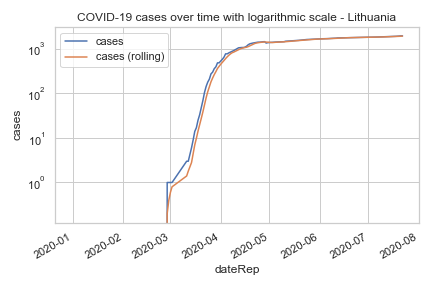 COVID-19 cases over time with logarithmic scale - Lithuania
cases
cases (rolling)
10³
10²
10¹
10⁰
cases
2020-01
2020-02
2020-03
2020-04
2020-05
2020-06
2020-07
2020-08
dateRep